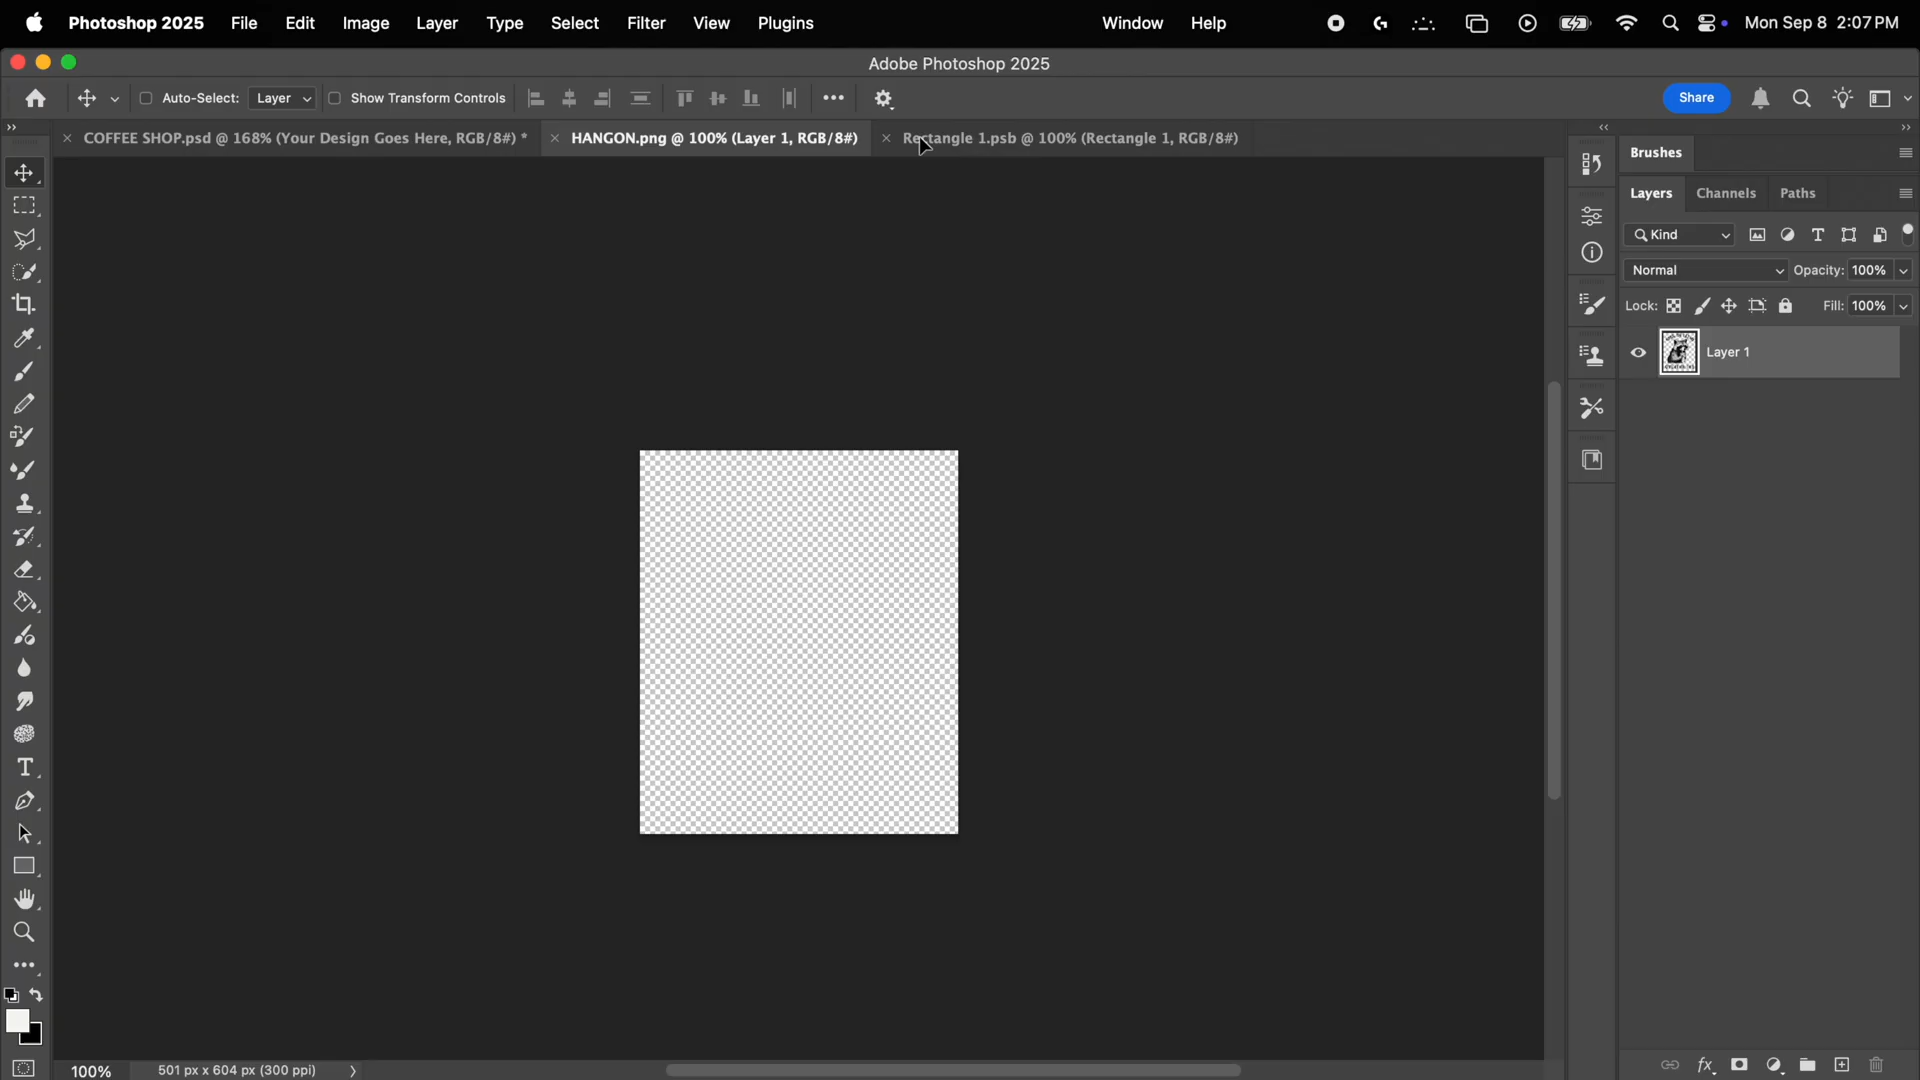 Photoshop 2025 File Edit Image Layer Type Select Filter View Plugins Window Help Mon Sep 8 2:07 PM
Adobe Photoshop 2025
Auto-Select: Layer Show Transform Controls Share
COFFEE SHOP.psd @ 168% (Your Design Goes Here, RGB/8#) * HANGON.png @ 100% (Layer 1, RGB/8#) Rectangle 1.psb @ 100% (Rectangle 1, RGB/8#)
Brushes
Layers Channels Paths
Kind
Normal Opacity: 100%
Lock: Fill: 100%
Layer 1
100% 501 px x 604 px (300 ppi)